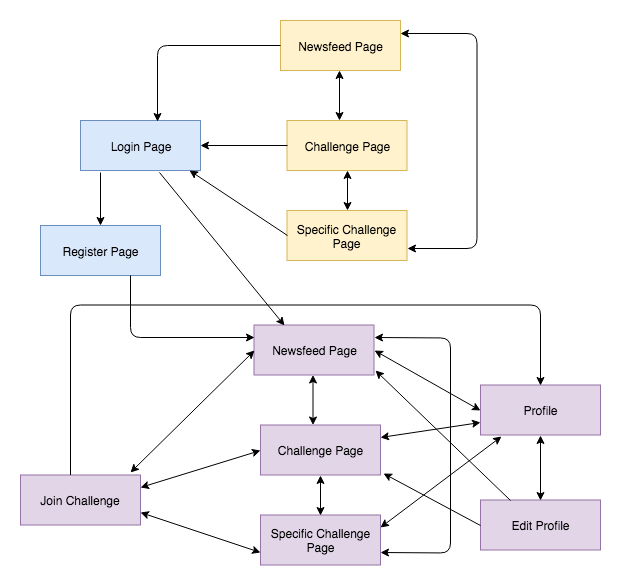 Newsfeed Page
Login Page
Challenge Page
Specific Challenge
Page
Register Page
Newsfeed Page
Profile
Challenge Page
Join Challenge
Specific Challenge
Page
Edit Profile